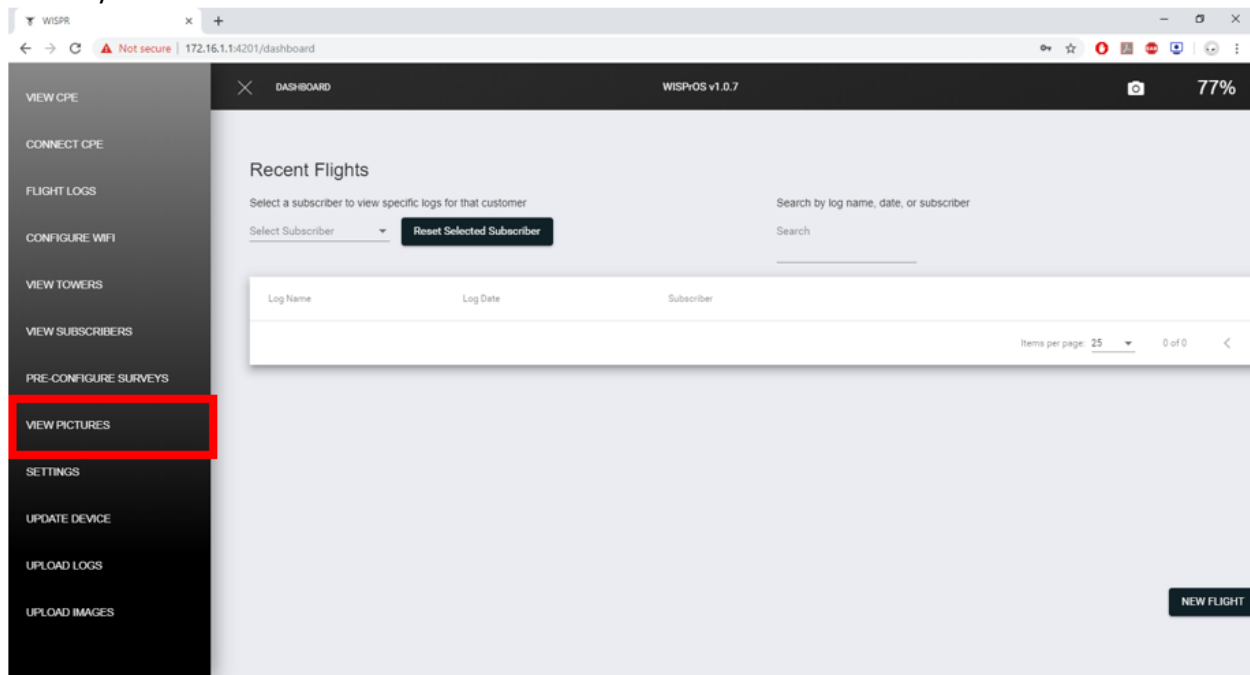 WISPR
Not secure | 172.16.1.1:4201/dashboard
DASHBOARD
WISPrOS v1.0.7
77%
VIEW CPE
CONNECT CPE
FLIGHT LOGS
CONFIGURE WIFI
VIEW TOWERS
VIEW SUBSCRIBERS
PRE-CONFIGURE SURVEYS
VIEW PICTURES
SETTINGS
UPDATE DEVICE
UPLOAD LOGS
UPLOAD IMAGES
Recent Flights
Select a subscriber to view specific logs for that customer
Search by log name, date, or subscriber
Select Subscriber
Reset Selected Subscriber
Search
Log Name Log Date Subscriber
Items per page: 25 0 of 0
NEW FLIGHT